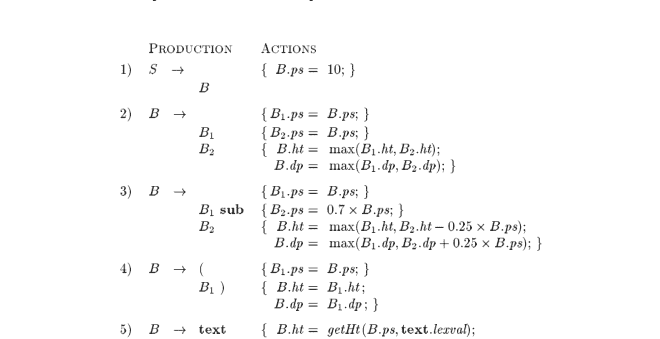 PRODUCTION ACTIONS
1) S → { B.ps = 10; }
B
2) B → { B₁.ps = B.ps; }
B₁ { B₂.ps = B.ps; }
B₂ { B.ht = max(B₁.ht, B₂.ht);
B.dp = max(B₁.dp, B₂.dp); }
3) B → { B₁.ps = B.ps; }
B₁ sub { B₂.ps = 0.7 × B.ps; }
B₂ { B.ht = max(B₁.ht, B₂.ht − 0.25 × B.ps);
B.dp = max(B₁.dp, B₂.dp + 0.25 × B.ps); }
4) B → ( { B₁.ps = B.ps; }
B₁ ) { B.ht = B₁.ht;
B.dp = B₁.dp; }
5) B → text { B.ht = getHt(B.ps, text.lexval);